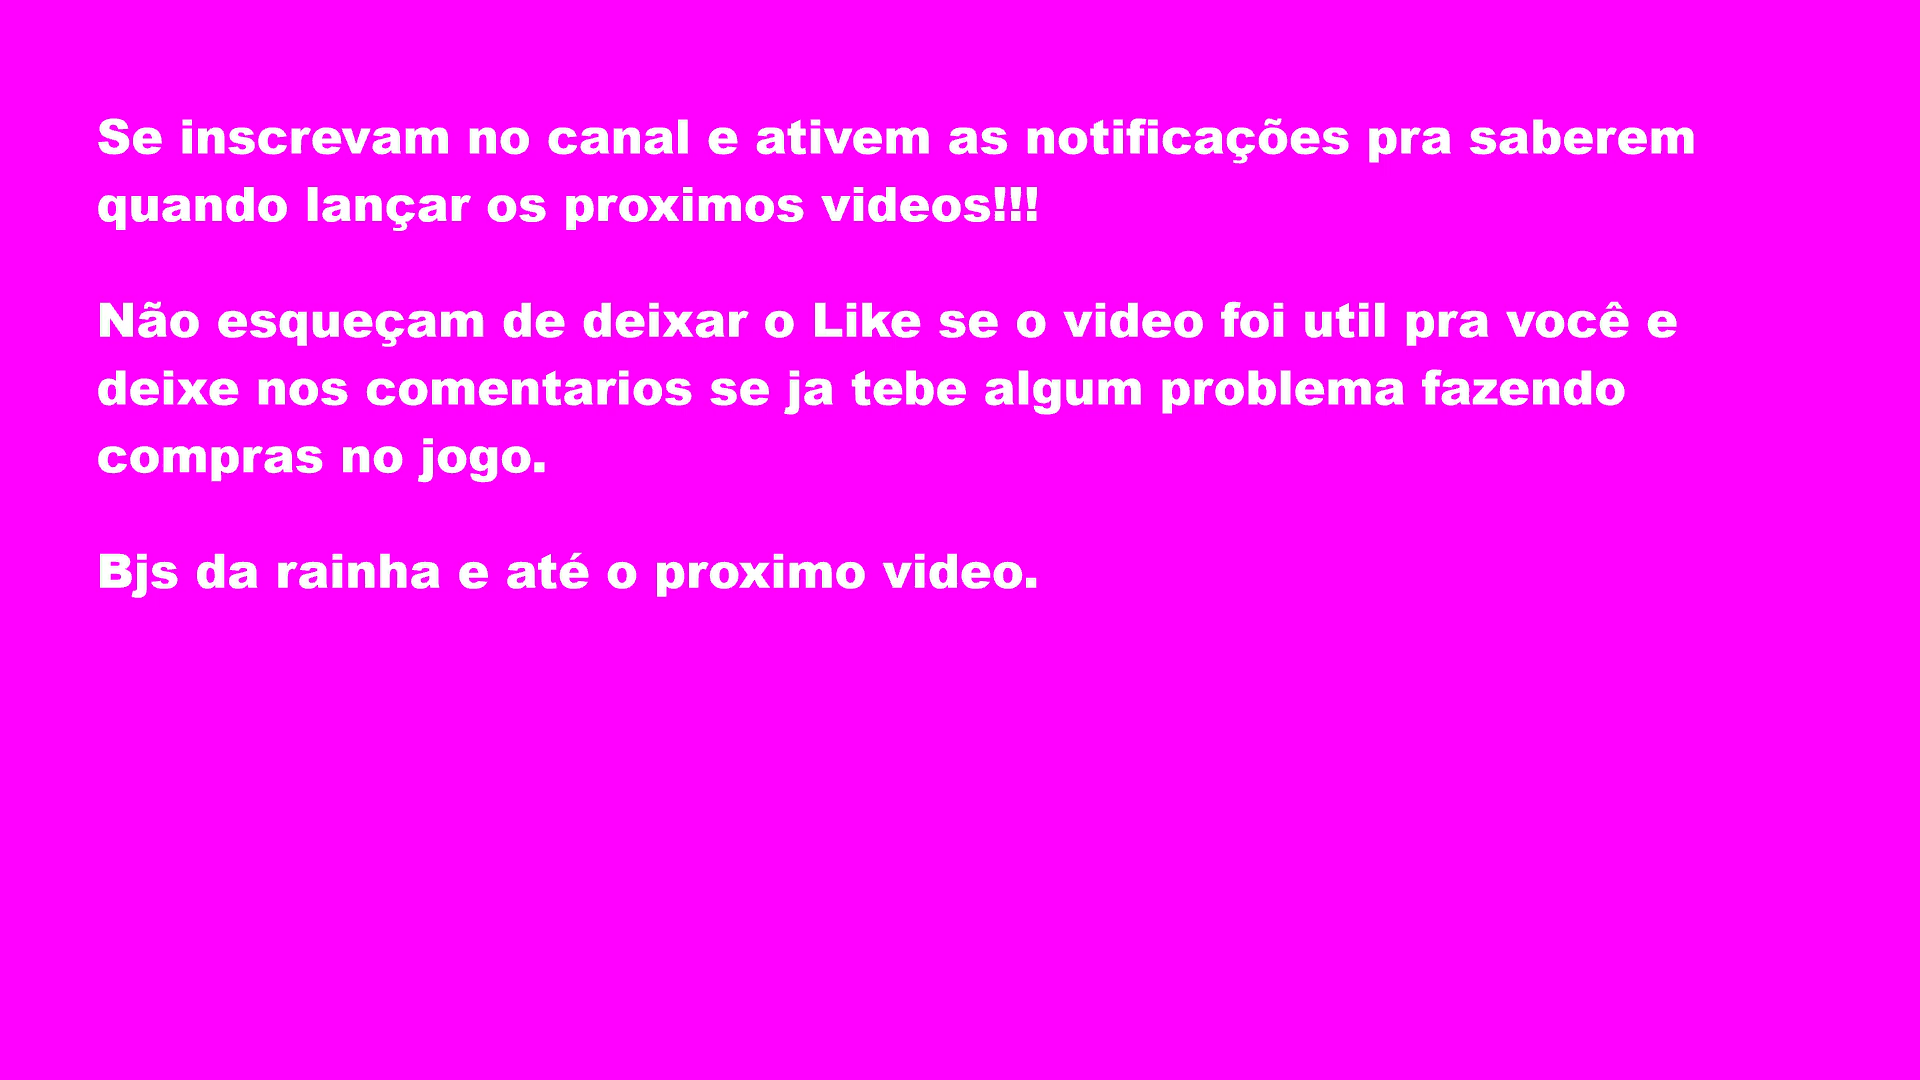 Se inscrevam no canal e ativem as notificações pra saberem
quando lançar os proximos videos!!!
Não esqueçam de deixar o Like se o video foi util pra você e
deixe nos comentarios se ja tebe algum problema fazendo
compras no jogo.
Bjs da rainha e até o proximo video.